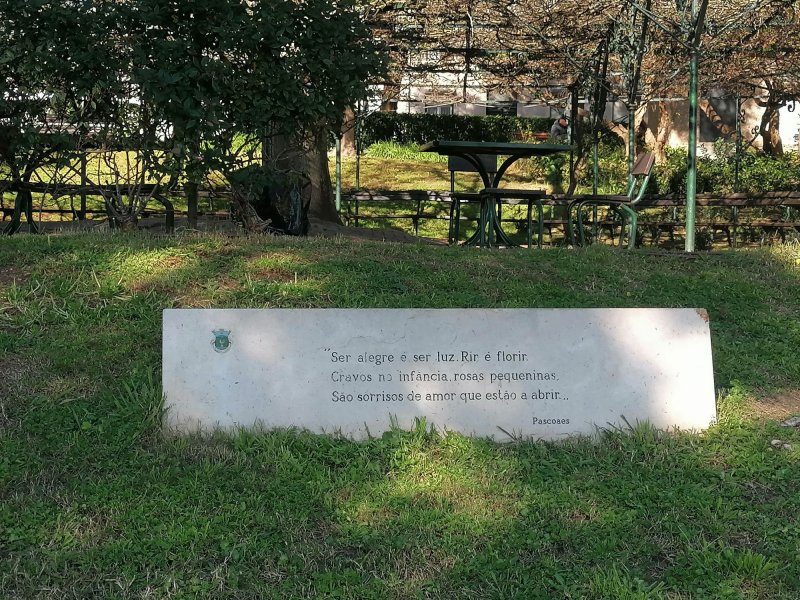 "Ser alegre é ser luz. Rir é florir.
Cravos na infância, rosas pequeninas,
São sorrisos de amor que estão a abrir.,,
Pascoaes